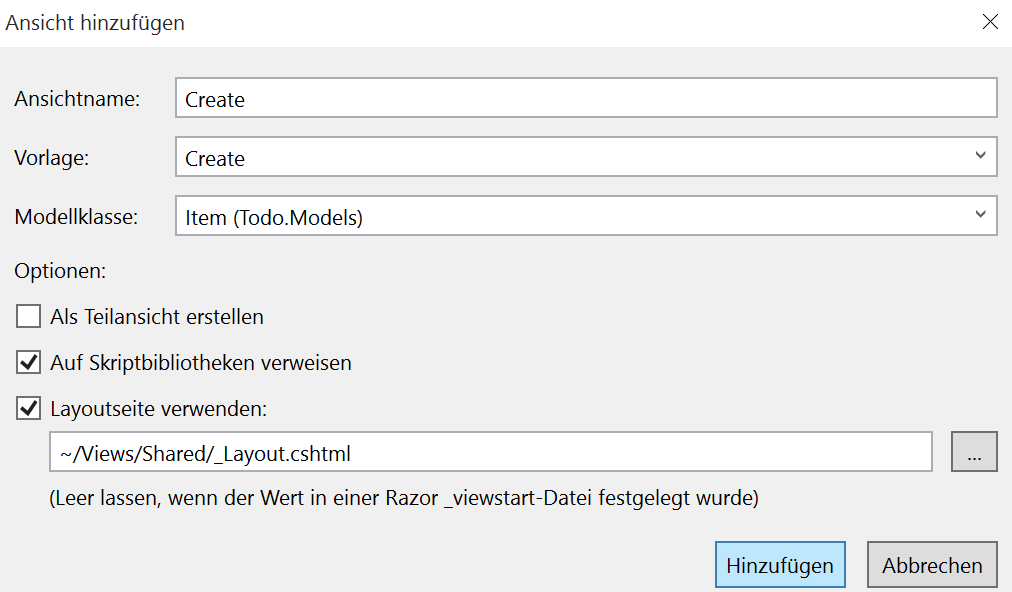 Ansicht hinzufügen
Ansichtname: Create
Vorlage: Create
Modellklasse: Item (Todo.Models)
Optionen:
Als Teilansicht erstellen
Auf Skriptbibliotheken verweisen
Layoutseite verwenden:
~/Views/Shared/_Layout.cshtml ...
(Leer lassen, wenn der Wert in einer Razor _viewstart-Datei festgelegt wurde)
Hinzufügen Abbrechen